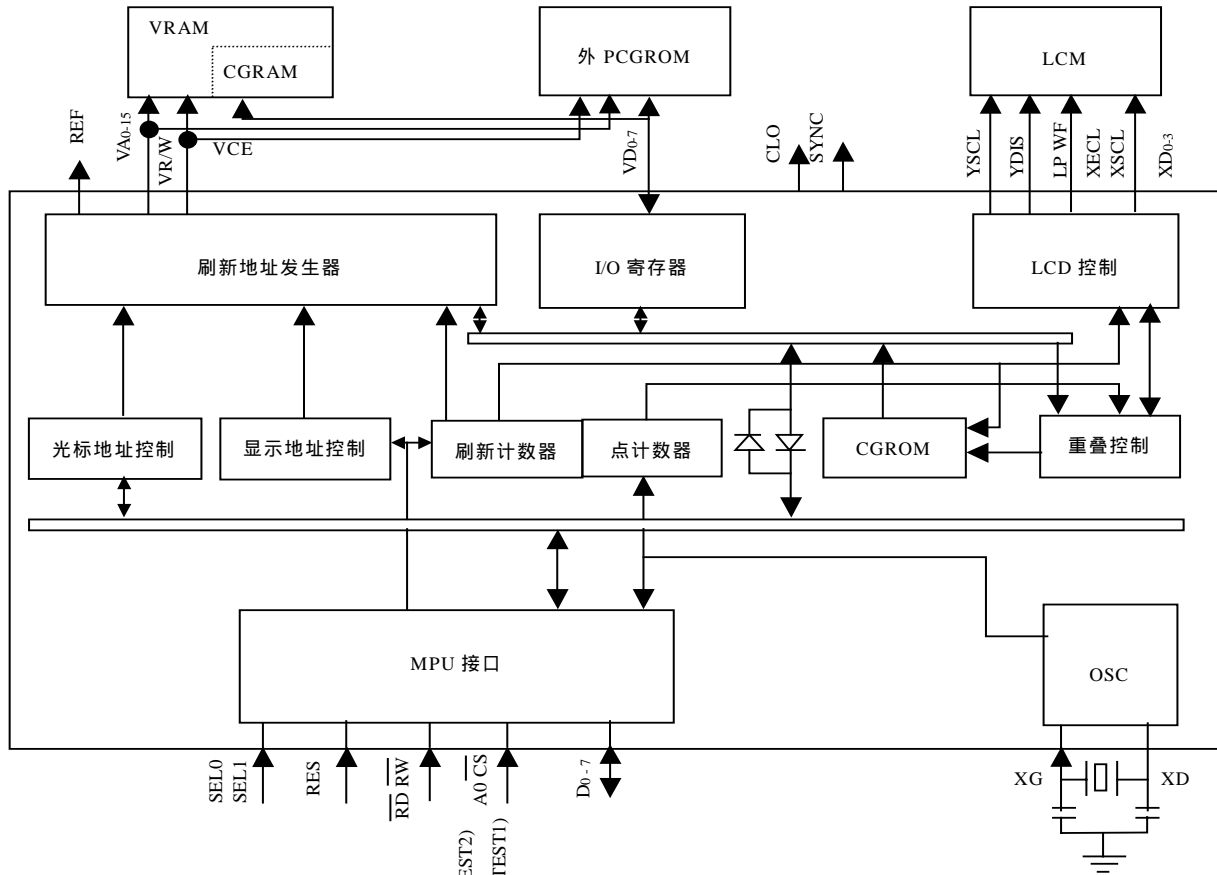 VRAM
CGRAM
外 PCGROM
LCM
REF
VA0-15
VR/W
VCE
VD0-7
CLO
SYNC
YSCL
YDIS
LP WF
XECL
XSCL
XD0-3
刷新地址发生器
I/O 寄存器
LCD 控制
光标地址控制
显示地址控制
刷新计数器
点计数器
CGROM
重叠控制
MPU 接口
OSC
SEL0
SEL1
RES
RD RW
A0 CS
D0-7
EST2)
TEST1)
XG
XD